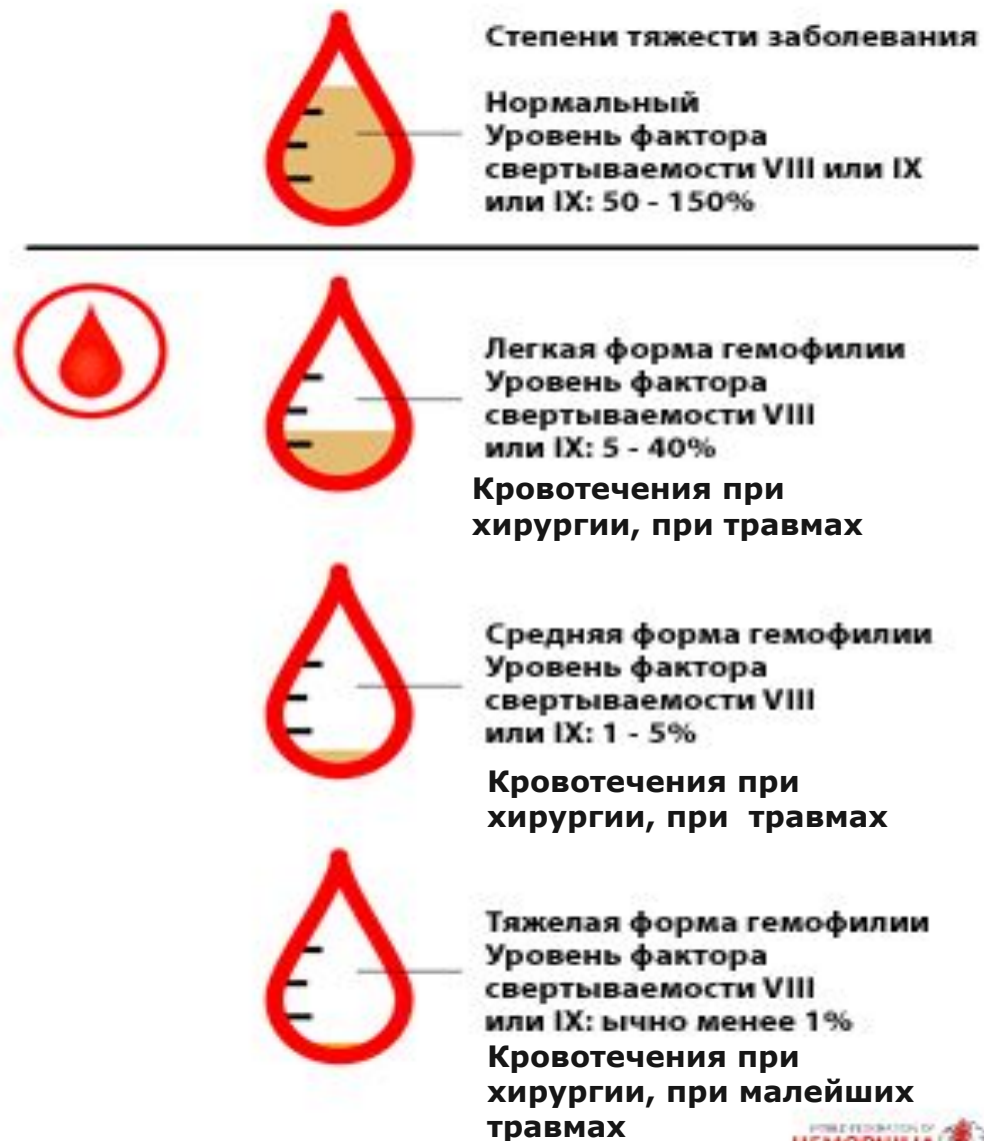 Степени тяжести заболевания
Нормальный
Уровень фактора
свертываемости VIII или IX
или IX: 50 - 150%
Легкая форма гемофилии
Уровень фактора
свертываемости VIII
или IX: 5 - 40%
Кровотечения при
хирургии, при травмах
Средняя форма гемофилии
Уровень фактора
свертываемости VIII
или IX: 1 - 5%
Кровотечения при
хирургии, при травмах
Тяжелая форма гемофилии
Уровень фактора
свертываемости VIII
или IX: ычно менее 1%
Кровотечения при
хирургии, при малейших
травмах